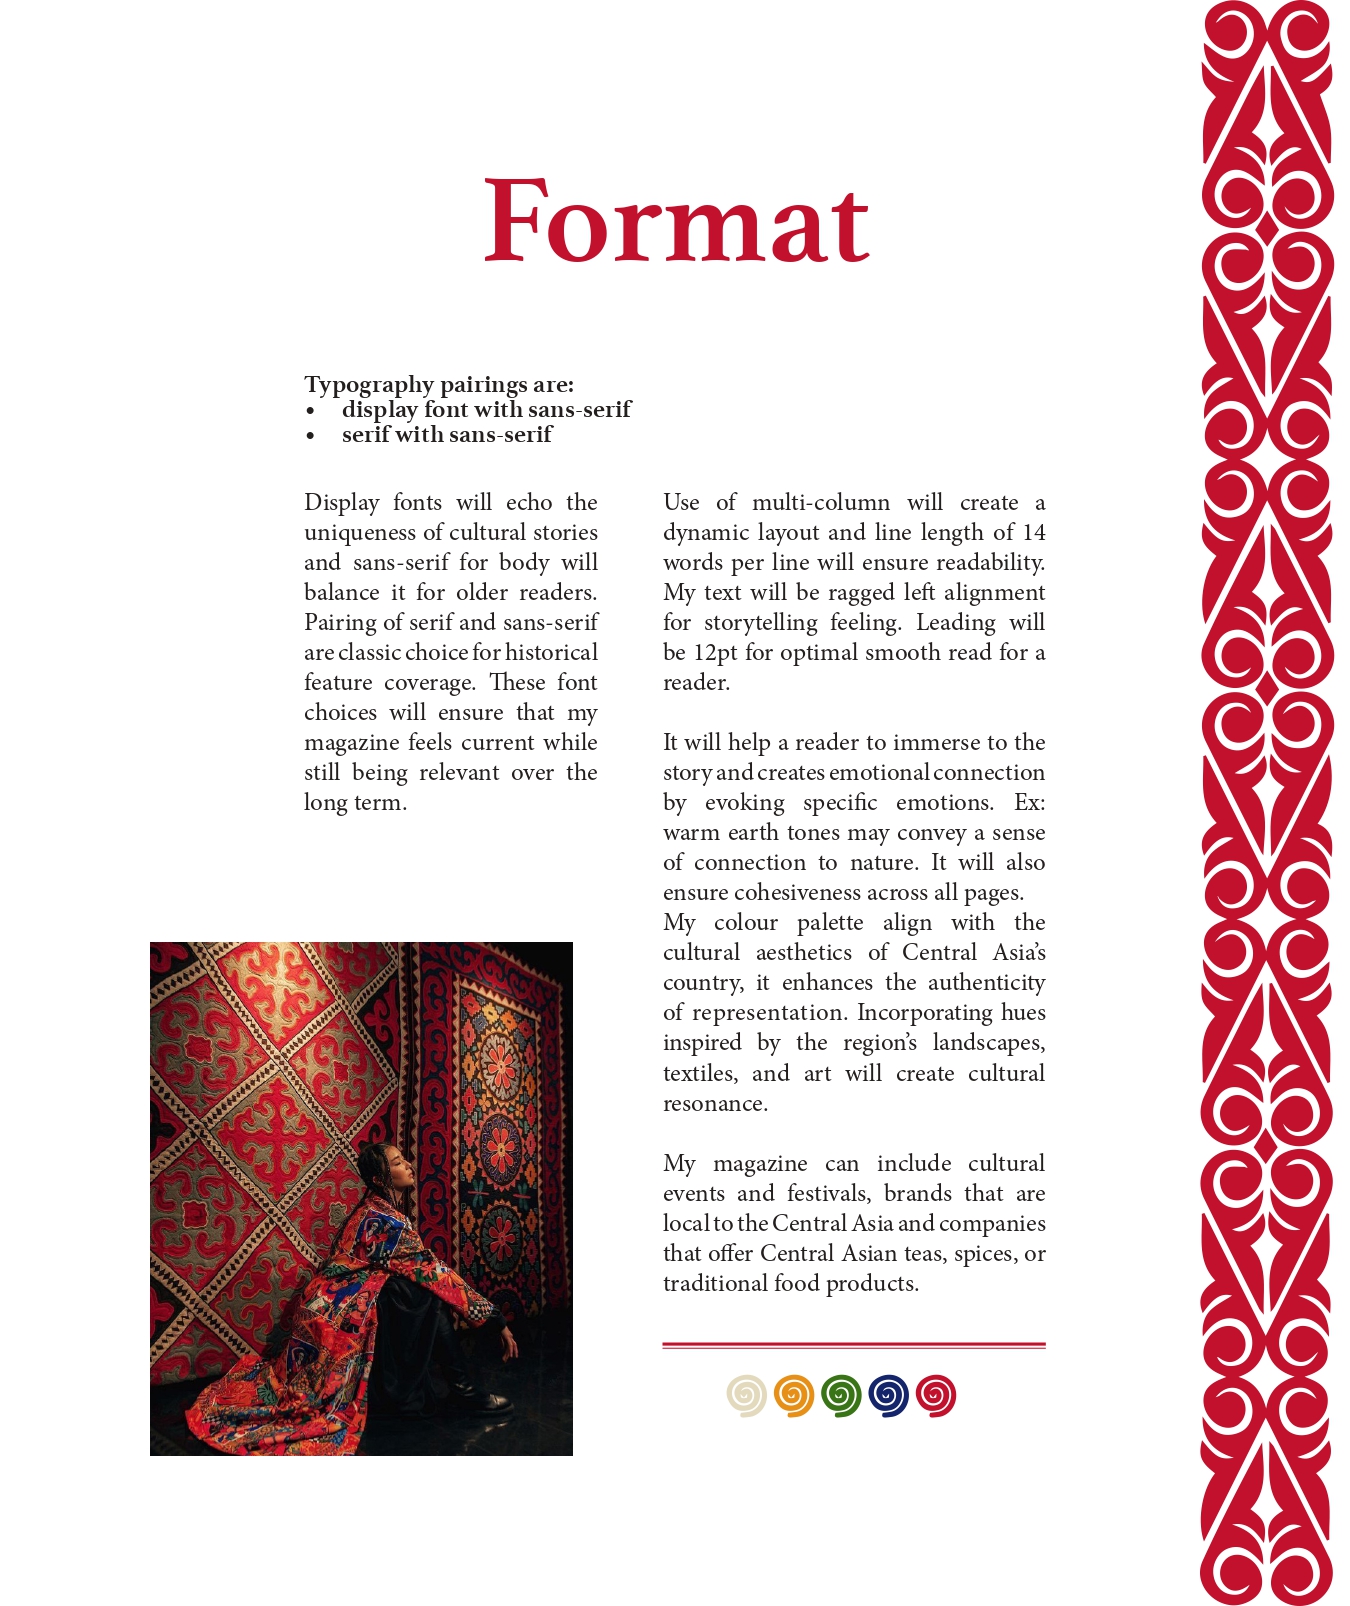 Format
Typography pairings are:
• display font with sans-serif
• serif with sans-serif
Display fonts will echo the
uniqueness of cultural stories
and sans-serif for body will
balance it for older readers.
Pairing of serif and sans-serif
are classic choice for historical
feature coverage. These font
choices will ensure that my
magazine feels current while
still being relevant over the
long term.
Use of multi-column will create a
dynamic layout and line length of 14
words per line will ensure readability.
My text will be ragged left alignment
for storytelling feeling. Leading will
be 12pt for optimal smooth read for a
reader.
It will help a reader to immerse to the
story and creates emotional connection
by evoking specific emotions. Ex:
warm earth tones may convey a sense
of connection to nature. It will also
ensure cohesiveness across all pages.
My colour palette align with the
cultural aesthetics of Central Asia’s
country, it enhances the authenticity
of representation. Incorporating hues
inspired by the region’s landscapes,
textiles, and art will create cultural
resonance.
My magazine can include cultural
events and festivals, brands that are
local to the Central Asia and companies
that offer Central Asian teas, spices, or
traditional food products.